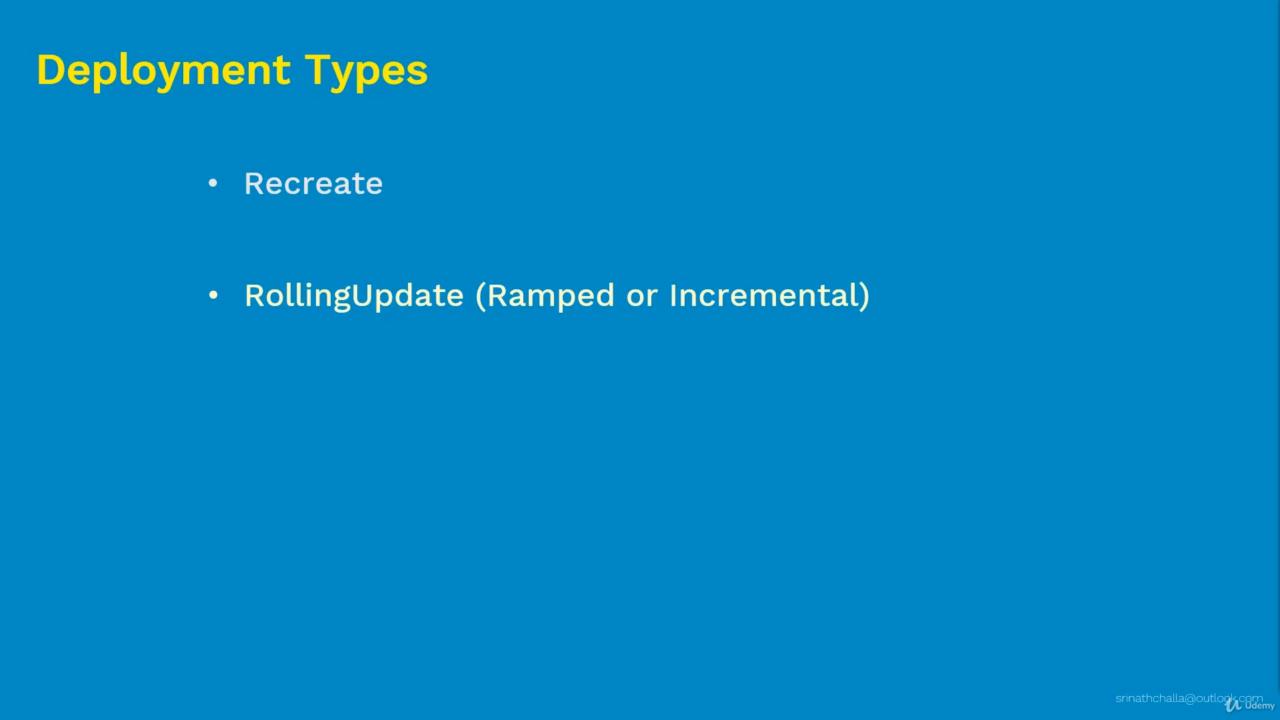 Deployment Types
• Recreate
• RollingUpdate (Ramped or Incremental)
srinathchalla@outlook.com
Udemy